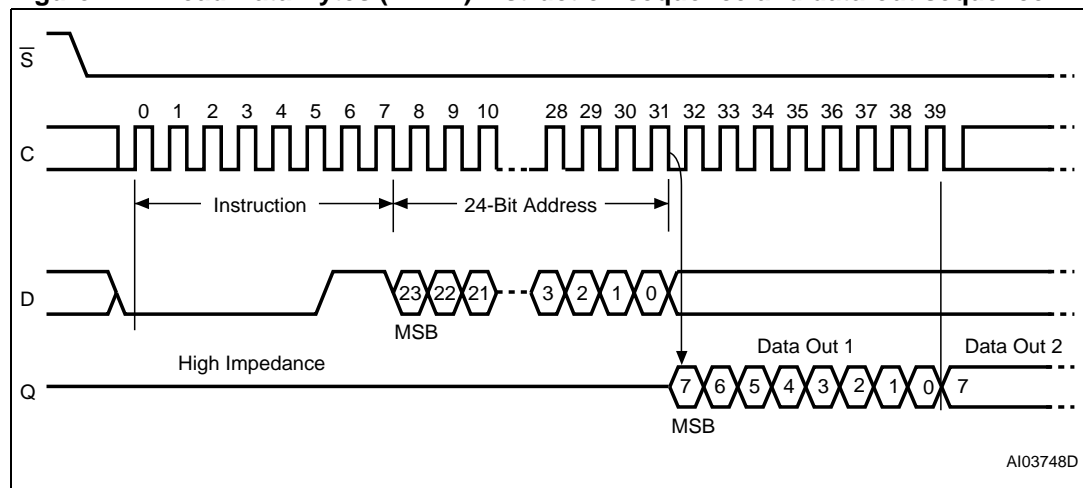 S
0 1 2 3 4 5 6 7 8 9 10 28 29 30 31 32 33 34 35 36 37 38 39
C
Instruction 24-Bit Address
D 23 22 21 3 2 1 0
MSB
High Impedance Data Out 1 Data Out 2
Q 7 6 5 4 3 2 1 0 7
MSB
AI03748D